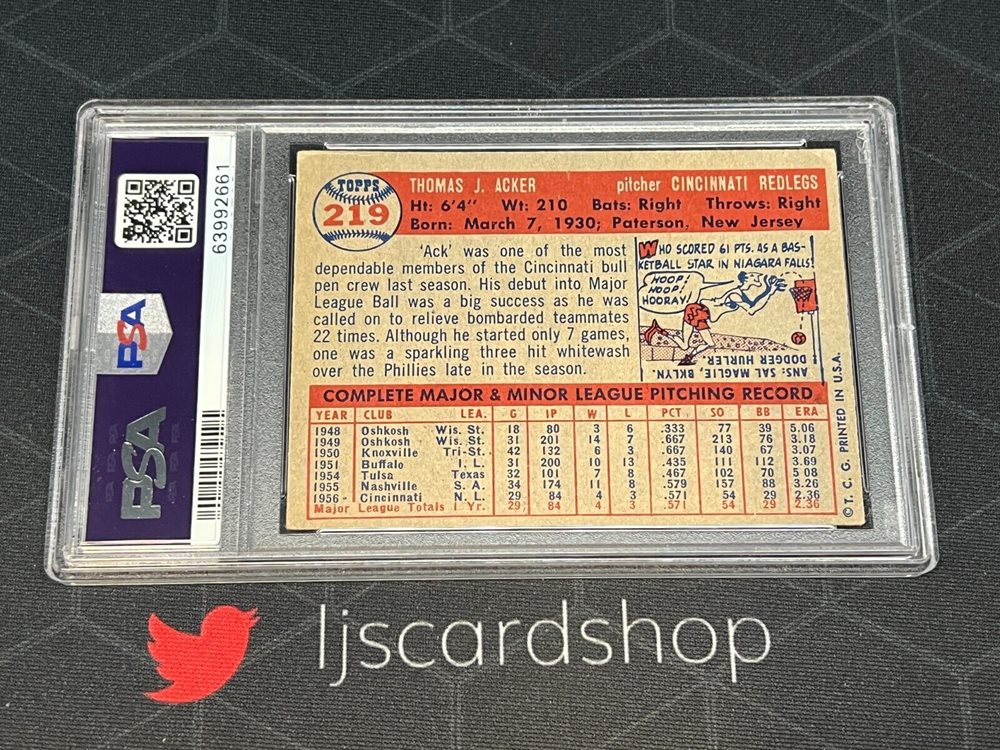 63992661
PSA
PSA
TOPPS
219
THOMAS J. ACKER pitcher CINCINNATI REDLEGS
Ht: 6'4" Wt: 210 Bats: Right Throws: Right
Born: March 7, 1930; Paterson, New Jersey
'Ack' was one of the most
dependable members of the Cincinnati bull
pen crew last season. His debut into Major
League Ball was a big success as he was
called on to relieve bombarded teammates
22 times. Although he started only 7 games,
one was a sparkling three hit whitewash
over the Phillies late in the season.
WHO SCORED 61 PTS. AS A BAS-
KETBALL STAR IN NIAGARA FALLS?
HOOP!
HOOP!
HOORAY!
61
ANS: SAL MAGLIE, BKLYN.
DODGER HURLER.
COMPLETE MAJOR & MINOR LEAGUE PITCHING RECORD
YEAR CLUB LEA. G IP W L PCT. SO BB ERA
1948 Oshkosh Wis. St. 18 80 3 6 .333 77 39 5.06
1949 Oshkosh Wis. St. 31 201 14 7 .667 213 76 3.18
1950 Knoxville Tri-St. 42 132 6 3 .667 140 67 3.07
1951 Buffalo I. L. 31 200 10 13 .435 111 112 3.69
1954 Tulsa Texas 32 101 7 8 .467 102 70 5.08
1955 Nashville S. A. 34 174 11 8 .579 157 88 3.26
1956 - Cincinnati N. L. 29 84 4 3 .571 54 29 2.36
Major League Totals 1 Yr. 29 84 4 3 .571 54 29 2.36
© T. C. G. PRINTED IN U.S.A.
ljscardshop